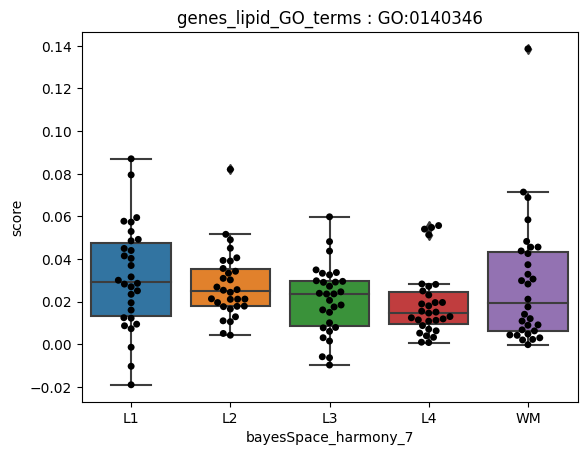 genes_lipid_GO_terms : GO:0140346
0.14
0.12
0.10
0.08
0.06
0.04
0.02
0.00
−0.02
score
L1 L2 L3 L4 WM
bayesSpace_harmony_7